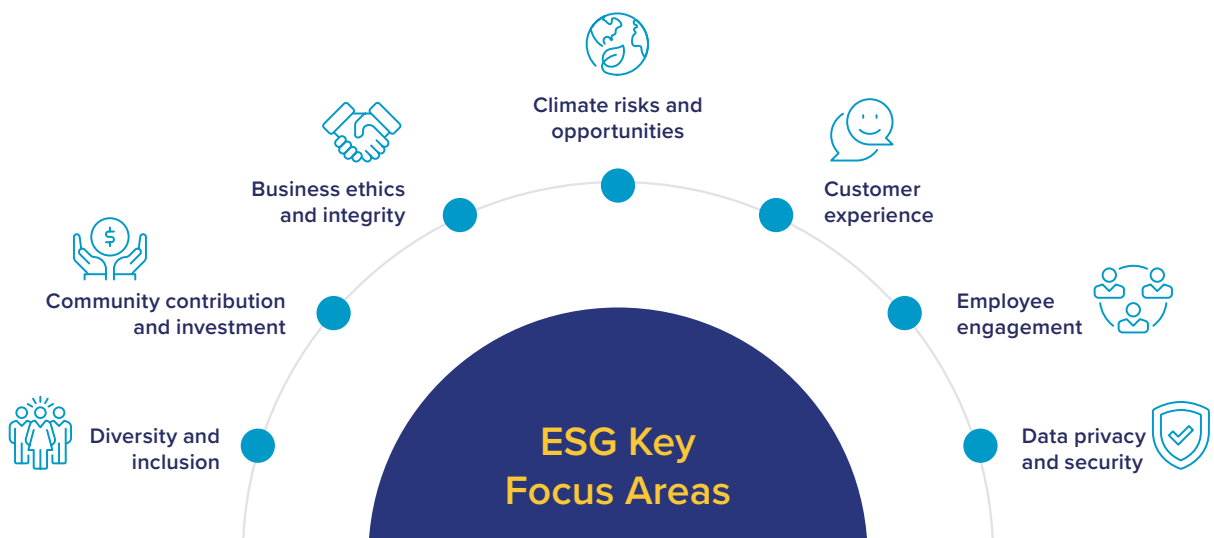 Climate risks and
opportunities
Business ethics
and integrity
Customer
experience
$
Community contribution
and investment
Employee
engagement
Diversity and
inclusion
Data privacy
and security
ESG Key
Focus Areas